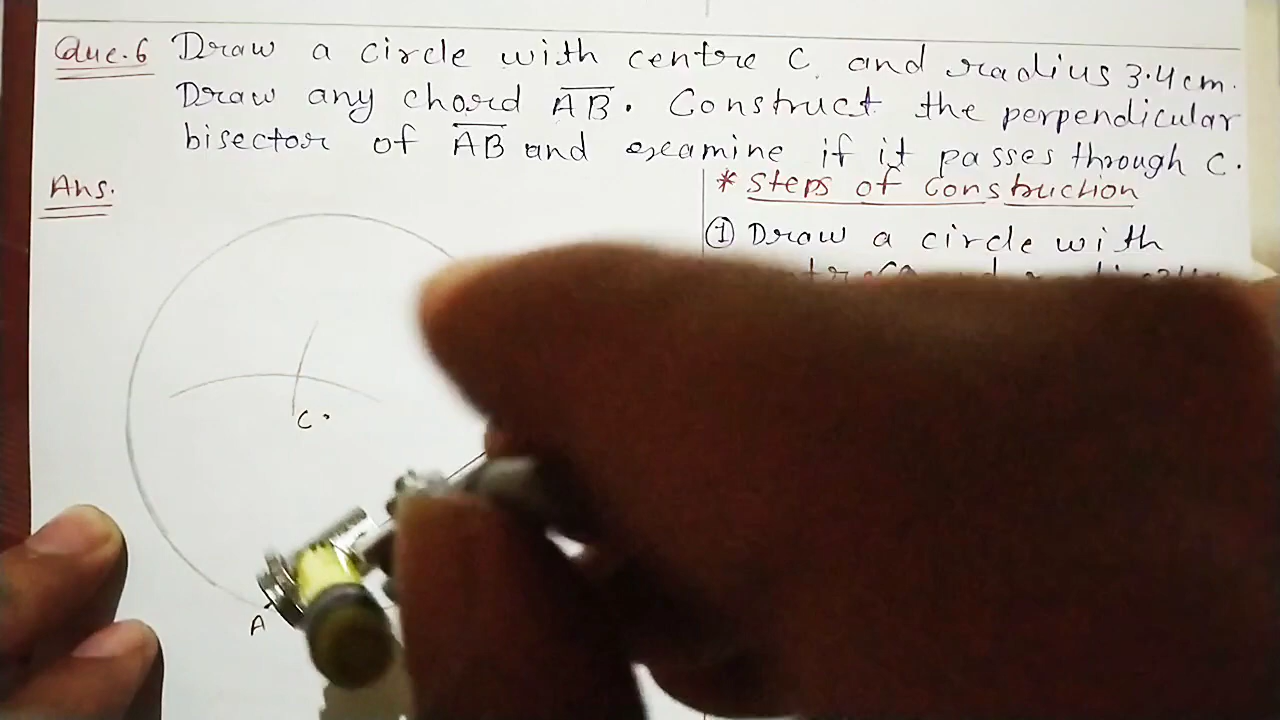 Que.6 Draw a circle with centre C and radius 3.4 cm.
Draw any chord AB. Construct the perpendicular
bisector of AB and examine if it passes through C.
Ans.
* Steps of construction
① Draw a circle with
C
A